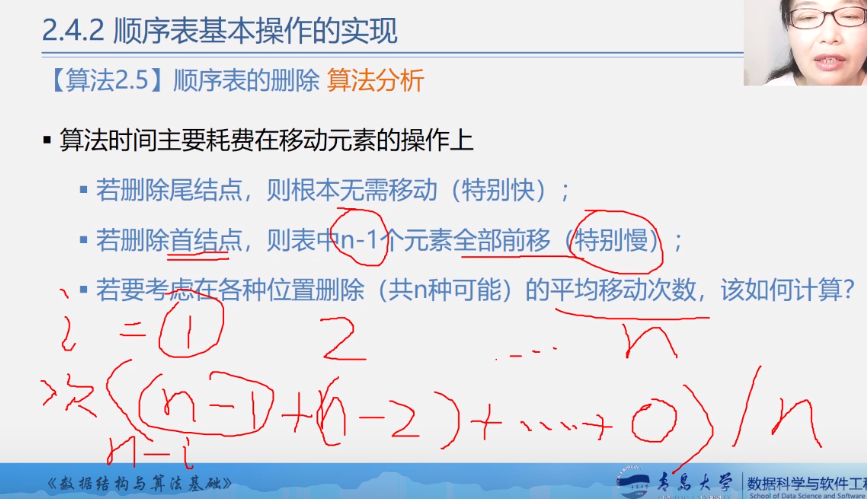 2.4.2 顺序表基本操作的实现
【算法2.5】顺序表的删除 算法分析
▪ 算法时间主要耗费在移动元素的操作上
▪ 若删除尾结点，则根本无需移动（特别快）；
▪ 若删除首结点，则表中n-1个元素全部前移（特别慢）；
▪ 若要考虑在各种位置删除（共n种可能）的平均移动次数，该如何计算？
i = 1 2 ... n
次 ((n-1)+(n-2)+......+0)/n
n-i
《数据结构与算法基础》
青岛大学 数据科学与软件工
School of Data Science and Software